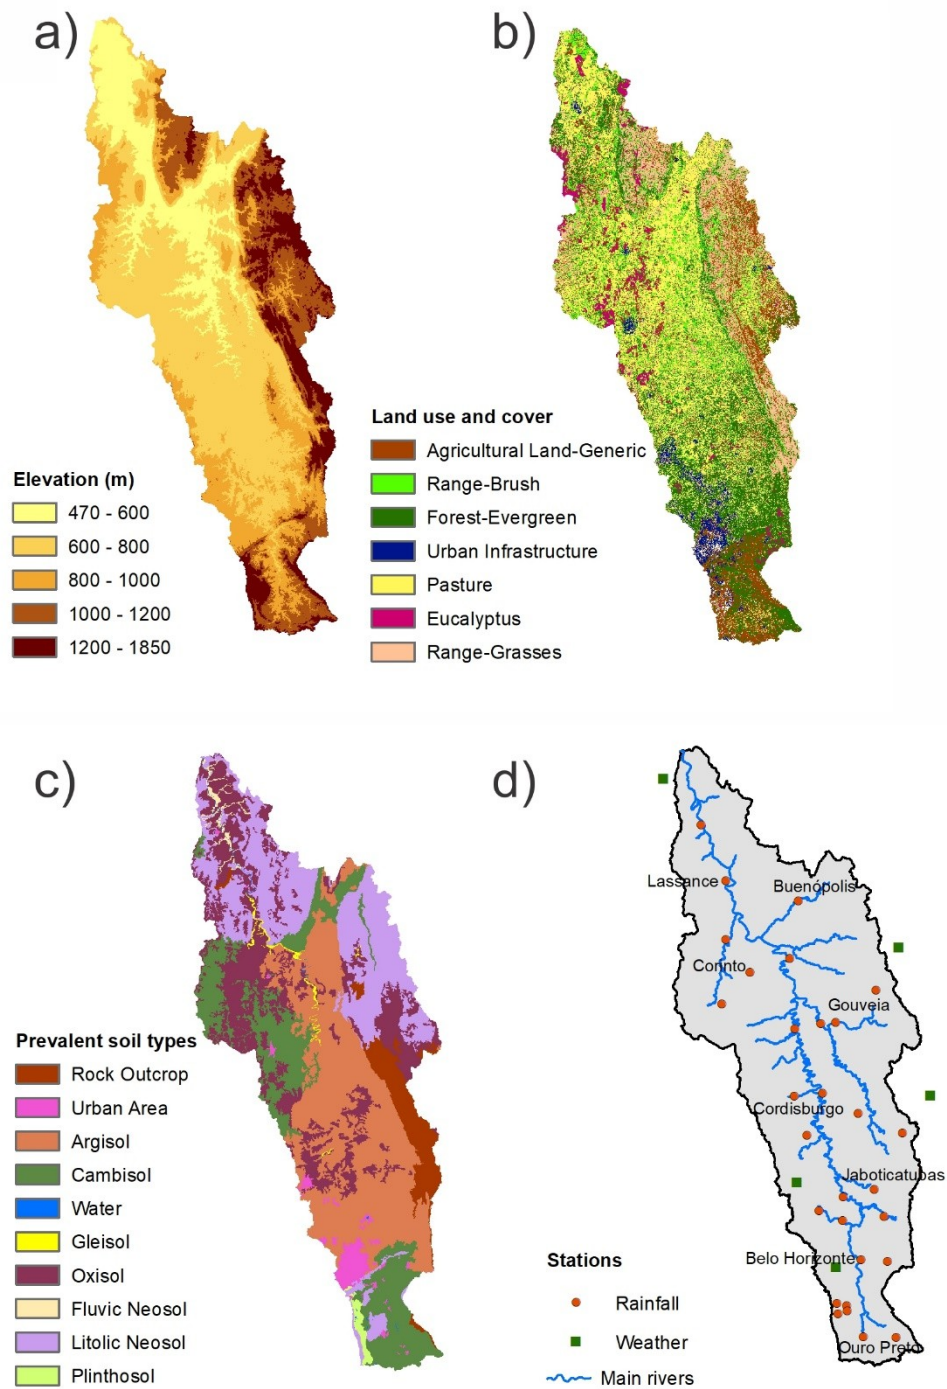 a)
b)
Elevation (m)
470 - 600
600 - 800
800 - 1000
1000 - 1200
1200 - 1850
Land use and cover
Agricultural Land-Generic
Range-Brush
Forest-Evergreen
Urban Infrastructure
Pasture
Eucalyptus
Range-Grasses
c)
d)
Prevalent soil types
Rock Outcrop
Urban Area
Argisol
Cambisol
Water
Gleisol
Oxisol
Fluvic Neosol
Litolic Neosol
Plinthosol
Lassance
Buenópolis
Corinto
Gouveia
Cordisburgo
Jaboticatubas
Belo Horizonte
Ouro Preto
Stations
Rainfall
Weather
Main rivers